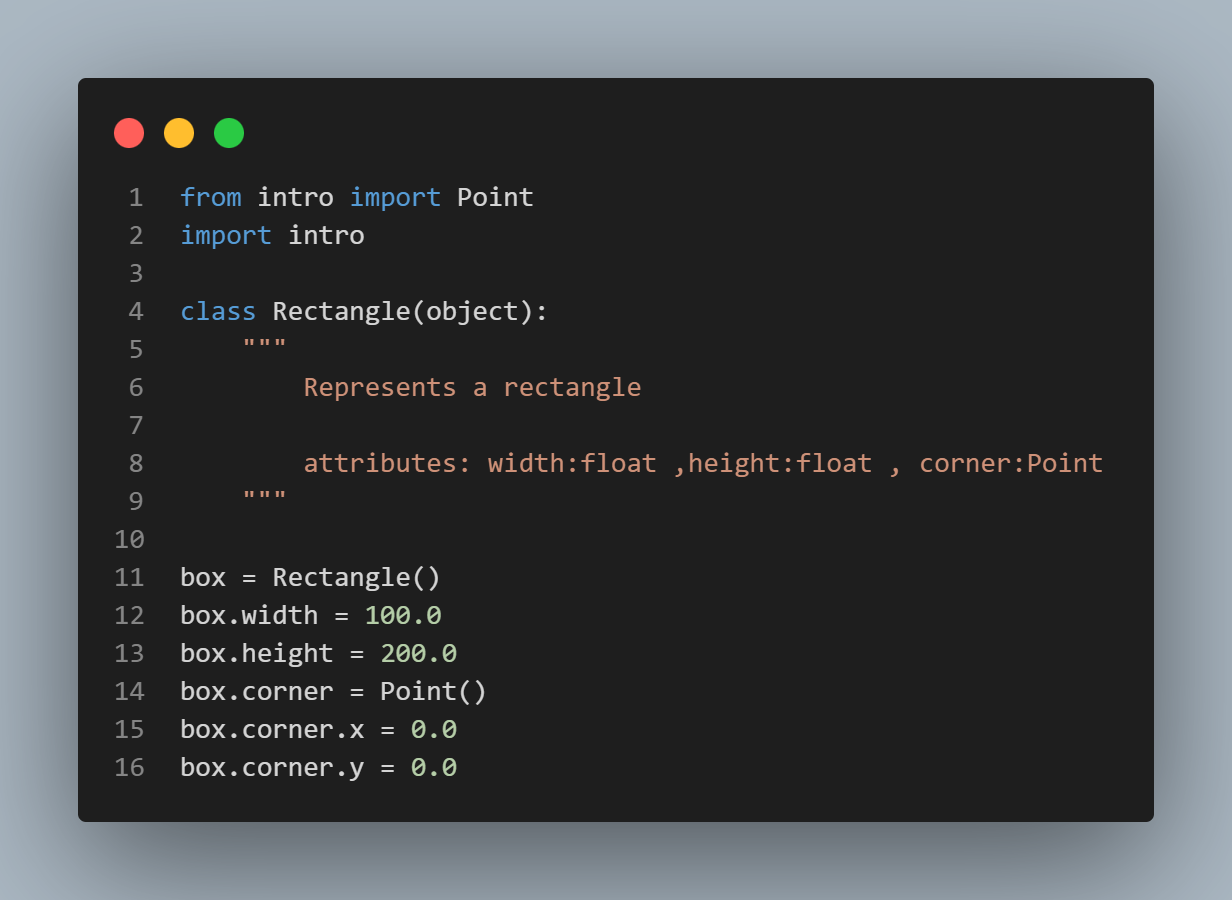 1 from intro import Point
2 import intro
3
4 class Rectangle(object):
5     """
6         Represents a rectangle
7
8         attributes: width:float ,height:float , corner:Point
9     """
10
11 box = Rectangle()
12 box.width = 100.0
13 box.height = 200.0
14 box.corner = Point()
15 box.corner.x = 0.0
16 box.corner.y = 0.0